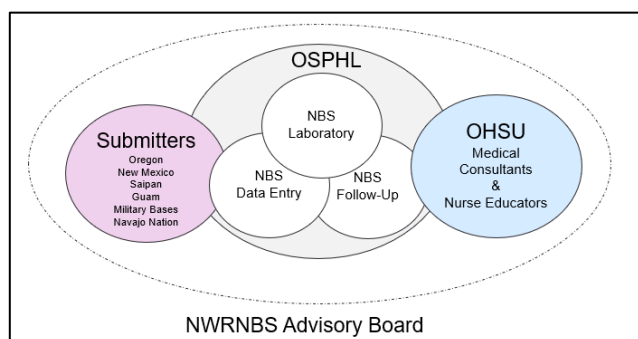 OSPHL
NBS
Laboratory
Submitters
Oregon
New Mexico
Saipan
Guam
Military Bases
Navajo Nation
NBS
Data Entry
NBS
Follow-Up
OHSU
Medical
Consultants
&
Nurse Educators
NWRNBS Advisory Board